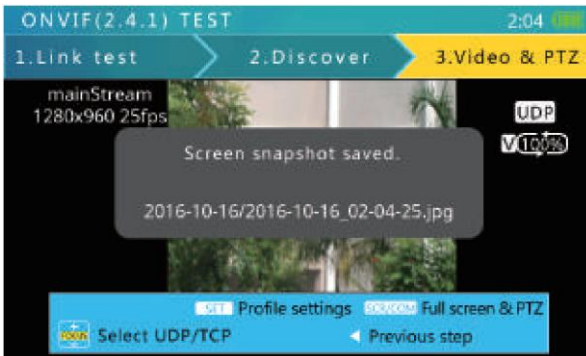 ONVIF(2.4.1) TEST 2:04
1.Link test 2.Discover 3.Video & PTZ
mainStream
1280x960 25fps
UDP
V 100%
Screen snapshot saved.
2016-10-16/2016-10-16_02-04-25.jpg
SET Profile settings Full screen & PTZ
FOCUS Select UDP/TCP Previous step